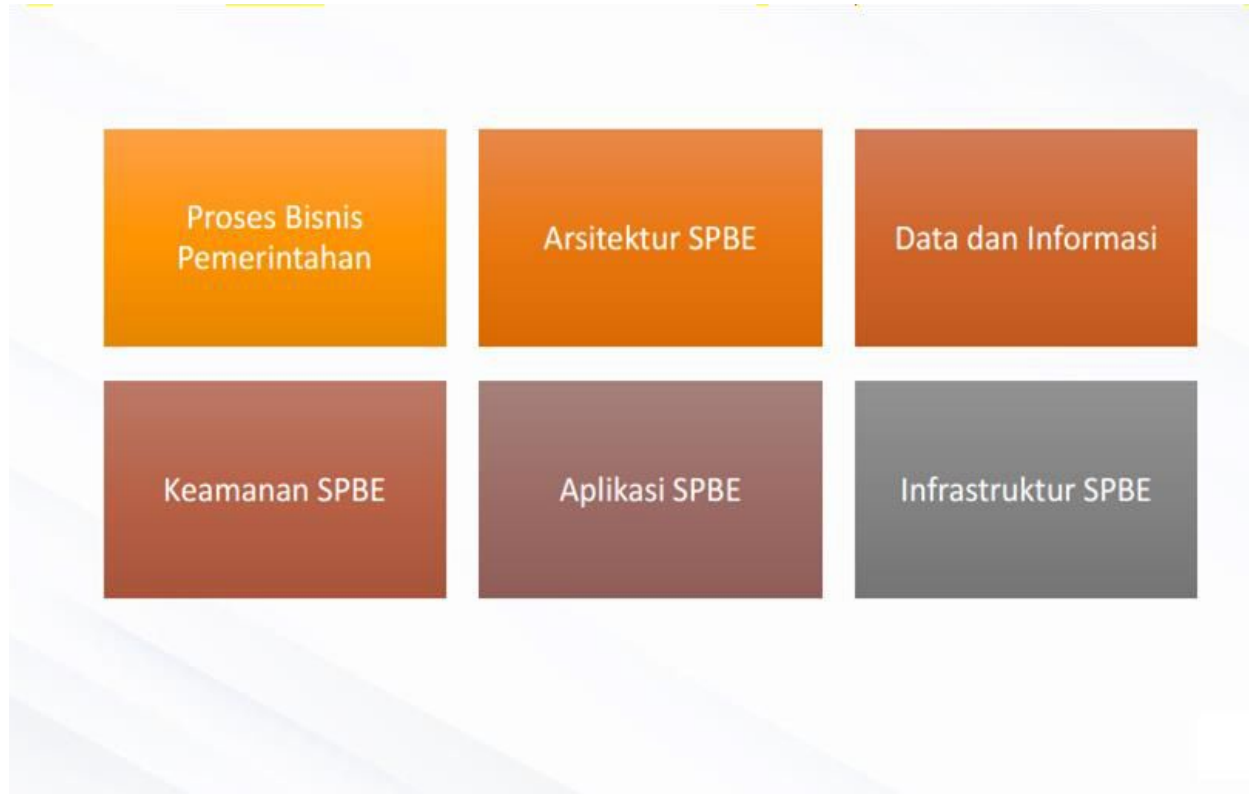 Proses Bisnis
Pemerintahan
Arsitektur SPBE
Data dan Informasi
Keamanan SPBE
Aplikasi SPBE
Infrastruktur SPBE